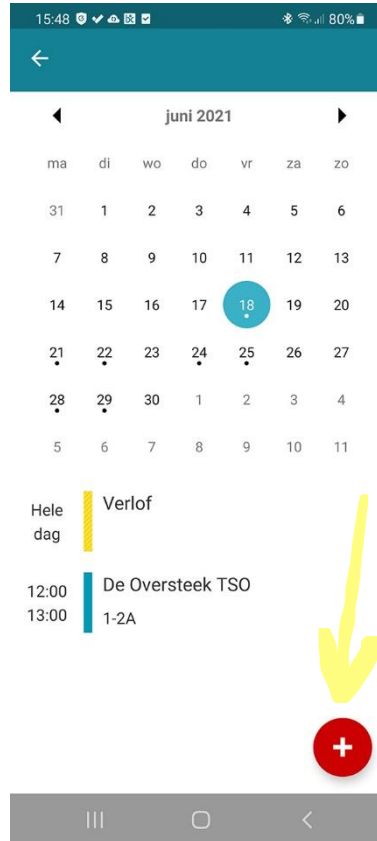 15:48 80%
juni 2021
ma di wo do vr za zo
31 1 2 3 4 5 6
7 8 9 10 11 12 13
14 15 16 17 18 19 20
21 22 23 24 25 26 27
28 29 30 1 2 3 4
5 6 7 8 9 10 11
Hele dag Verlof
12:00 De Oversteek TSO
13:00 1-2A